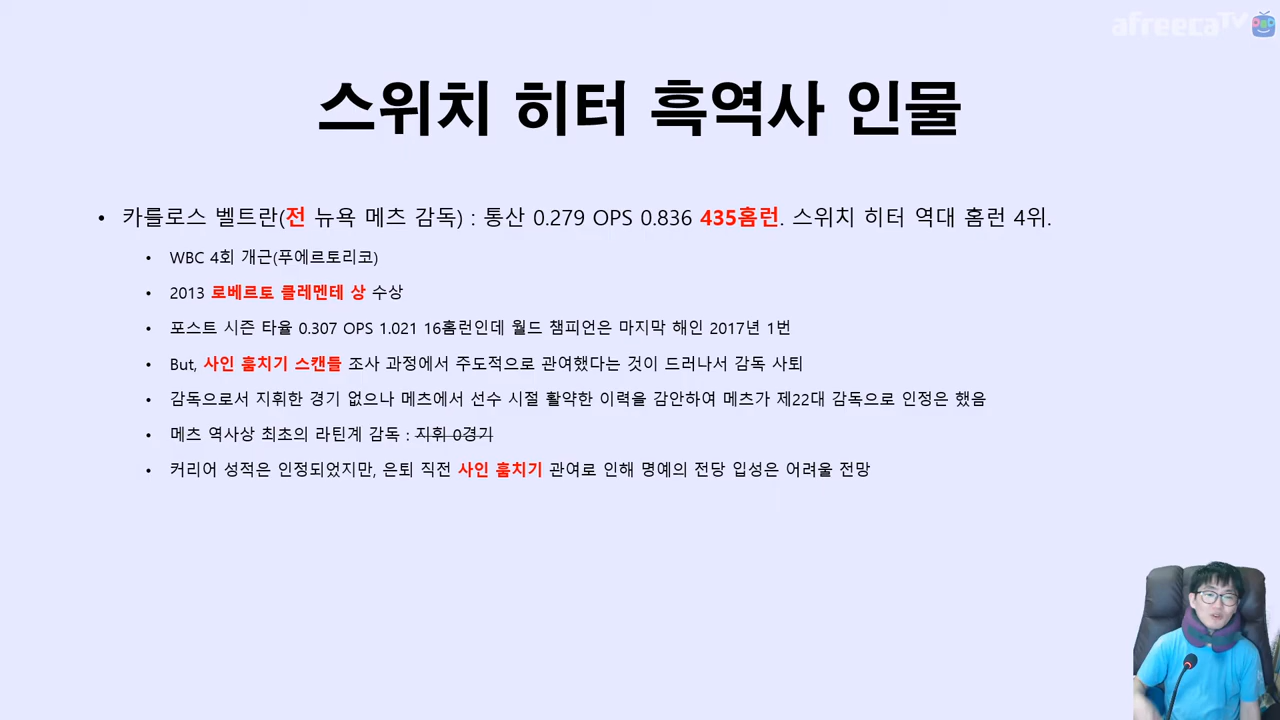 afreecaTV
스위치 히터 흑역사 인물
• 카를로스 벨트란(전 뉴욕 메츠 감독) : 통산 0.279 OPS 0.836 435홈런. 스위치 히터 역대 홈런 4위.
• WBC 4회 개근(푸에르토리코)
• 2013 로베르토 클레멘테 상 수상
• 포스트 시즌 타율 0.307 OPS 1.021 16홈런인데 월드 챔피언은 마지막 해인 2017년 1번
• But, 사인 훔치기 스캔들 조사 과정에서 주도적으로 관여했다는 것이 드러나서 감독 사퇴
• 감독으로서 지휘한 경기 없으나 메츠에서 선수 시절 활약한 이력을 감안하여 메츠가 제22대 감독으로 인정은 했음
• 메츠 역사상 최초의 라틴계 감독 : 지휘 0경기
• 커리어 성적은 인정되었지만, 은퇴 직전 사인 훔치기 관여로 인해 명예의 전당 입성은 어려울 전망